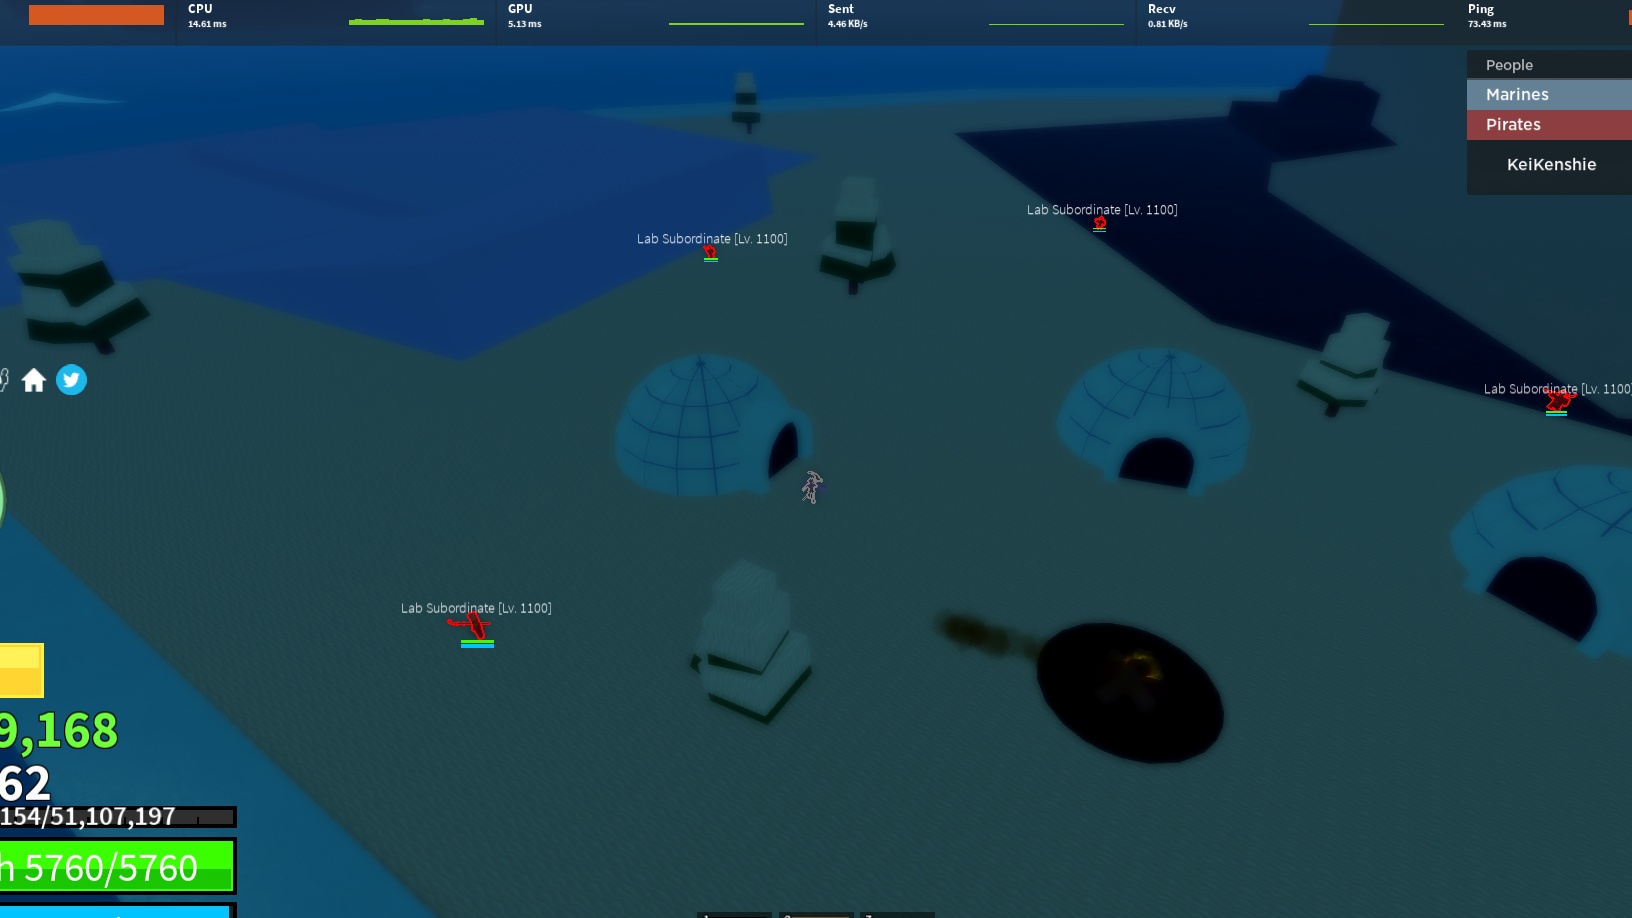 CPU
14.61 ms
GPU
5.13 ms
Sent
4.46 KB/s
Recv
0.81 KB/s
Ping
73.43 ms
People
Marines
Pirates
KeiKenshie
Lab Subordinate [Lv. 1100]
Lab Subordinate [Lv. 1100]
Lab Subordinate [Lv. 1100]
Lab Subordinate [Lv. 1100]
9,168
62
154/51,107,197
h 5760/5760